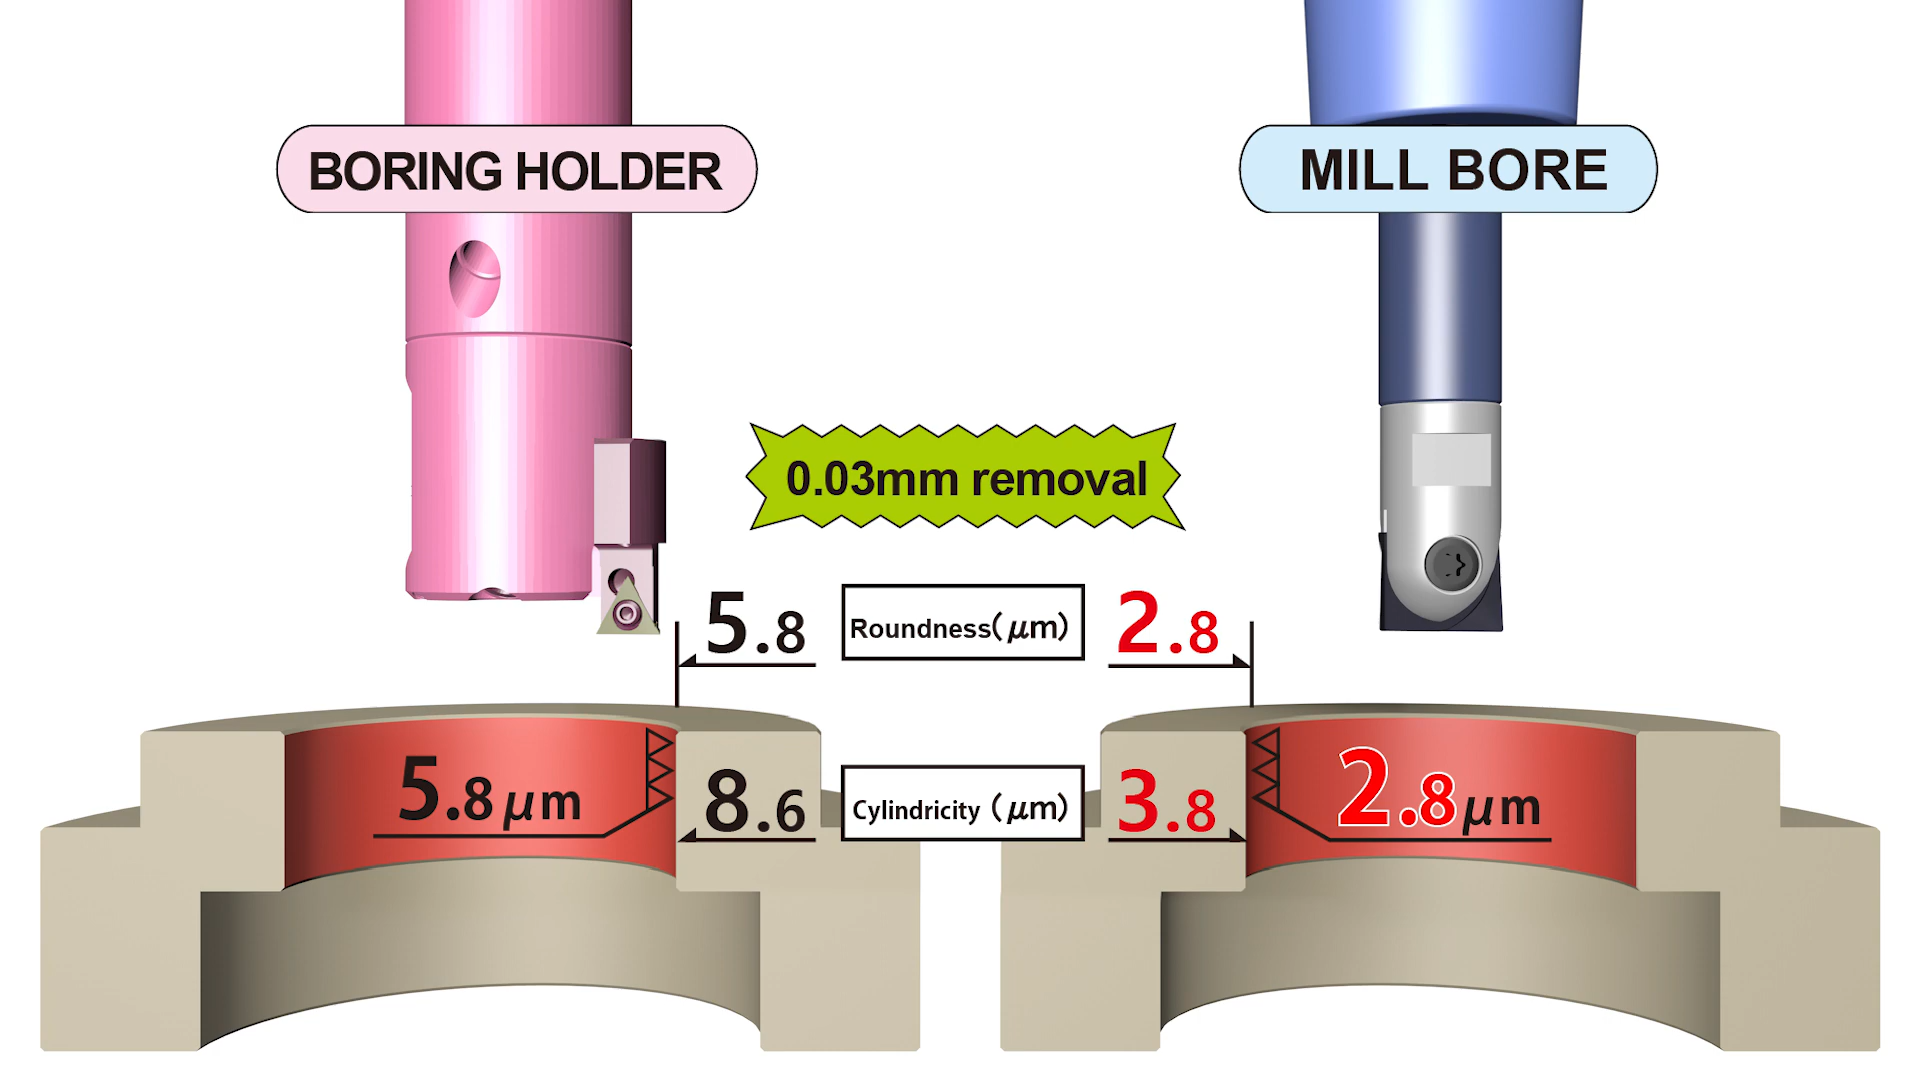 BORING HOLDER
MILL BORE
0.03mm removal
5.8 Roundness(μm) 2.8
5.8μm
8.6 Cylindricity (μm) 3.8
2.8μm